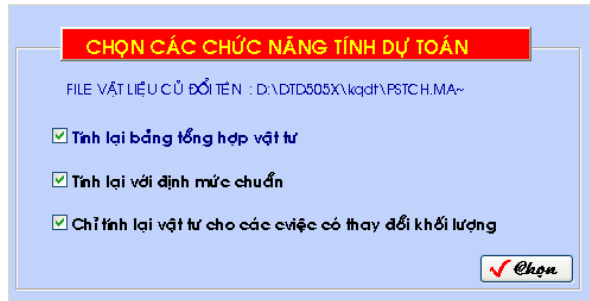 CHỌN CÁC CHỨC NĂNG TÍNH DỰ TOÁN
FILE VẬT LIỆU CỦ ĐỔI TÊN : D:\DTD505X\kqdt\PSTCH.MA~
Tính lại bảng tổng hợp vật tư
Tính lại với định mức chuẩn
Chỉ tính lại vật tư cho các cviệc có thay đổi khối lượng
Chọn